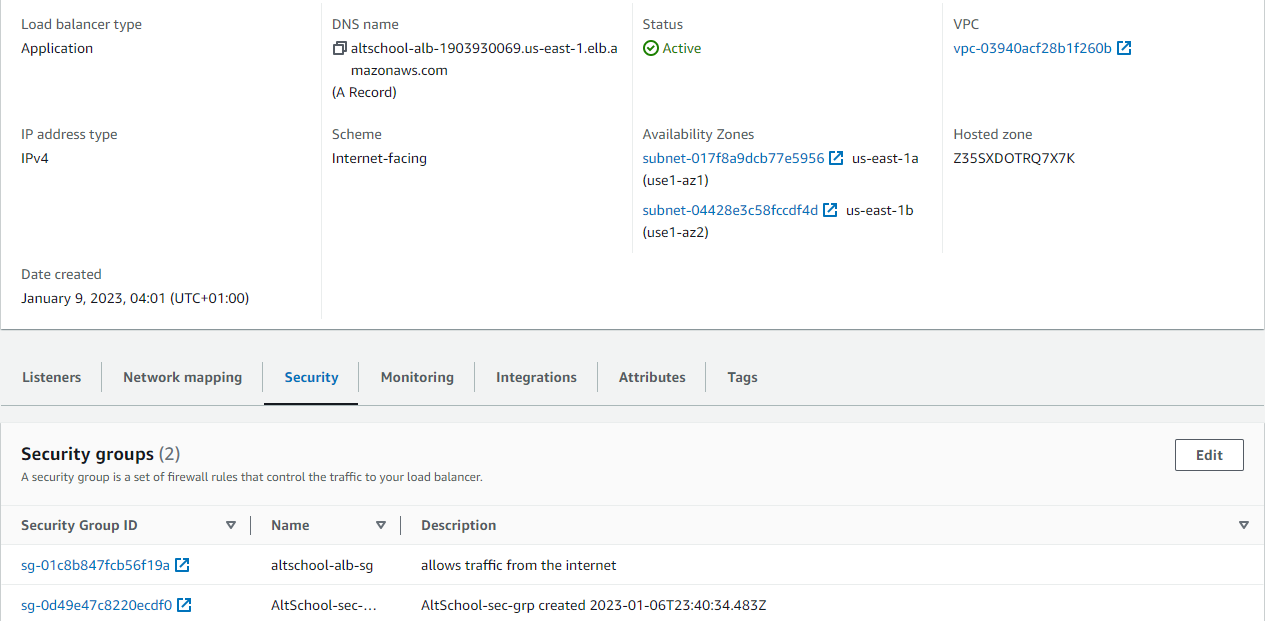 Load balancer type
Application
DNS name
altschool-alb-1903930069.us-east-1.elb.a
mazonaws.com
(A Record)
Status
Active
VPC
vpc-03940acf28b1f260b
IP address type
IPv4
Scheme
Internet-facing
Availability Zones
subnet-017f8a9dcb77e5956 us-east-1a
(use1-az1)
subnet-04428e3c58fccdf4d us-east-1b
(use1-az2)
Hosted zone
Z35SXDOTRQ7X7K
Date created
January 9, 2023, 04:01 (UTC+01:00)
Listeners Network mapping Security Monitoring Integrations Attributes Tags
Security groups (2)
Edit
A security group is a set of firewall rules that control the traffic to your load balancer.
Security Group ID Name Description
sg-01c8b847fcb56f19a altschool-alb-sg allows traffic from the internet
sg-0d49e47c8220ecdf0 AltSchool-sec-... AltSchool-sec-grp created 2023-01-06T23:40:34.483Z